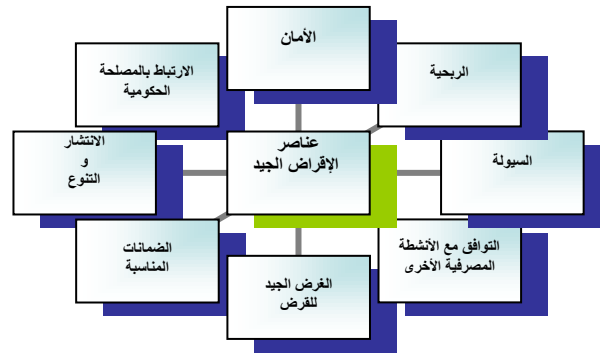 الأمان
الربحية
السيولة
التوافق مع الأنشطة
المصرفية الأخرى
الغرض الجيد
للقرض
الضمانات
المناسبة
الانتشار
و
التنوع
الارتباط بالمصلحة
الحكومية
عناصر
الإقراض الجيد